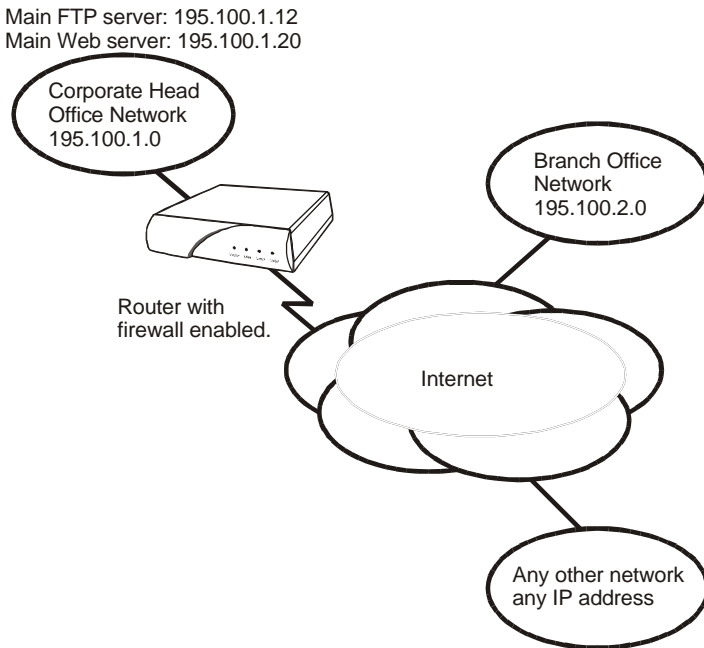 Main FTP server: 195.100.1.12
Main Web server: 195.100.1.20
Corporate Head
Office Network
195.100.1.0
Branch Office
Network
195.100.2.0
Router with
firewall enabled.
Internet
Any other network
any IP address